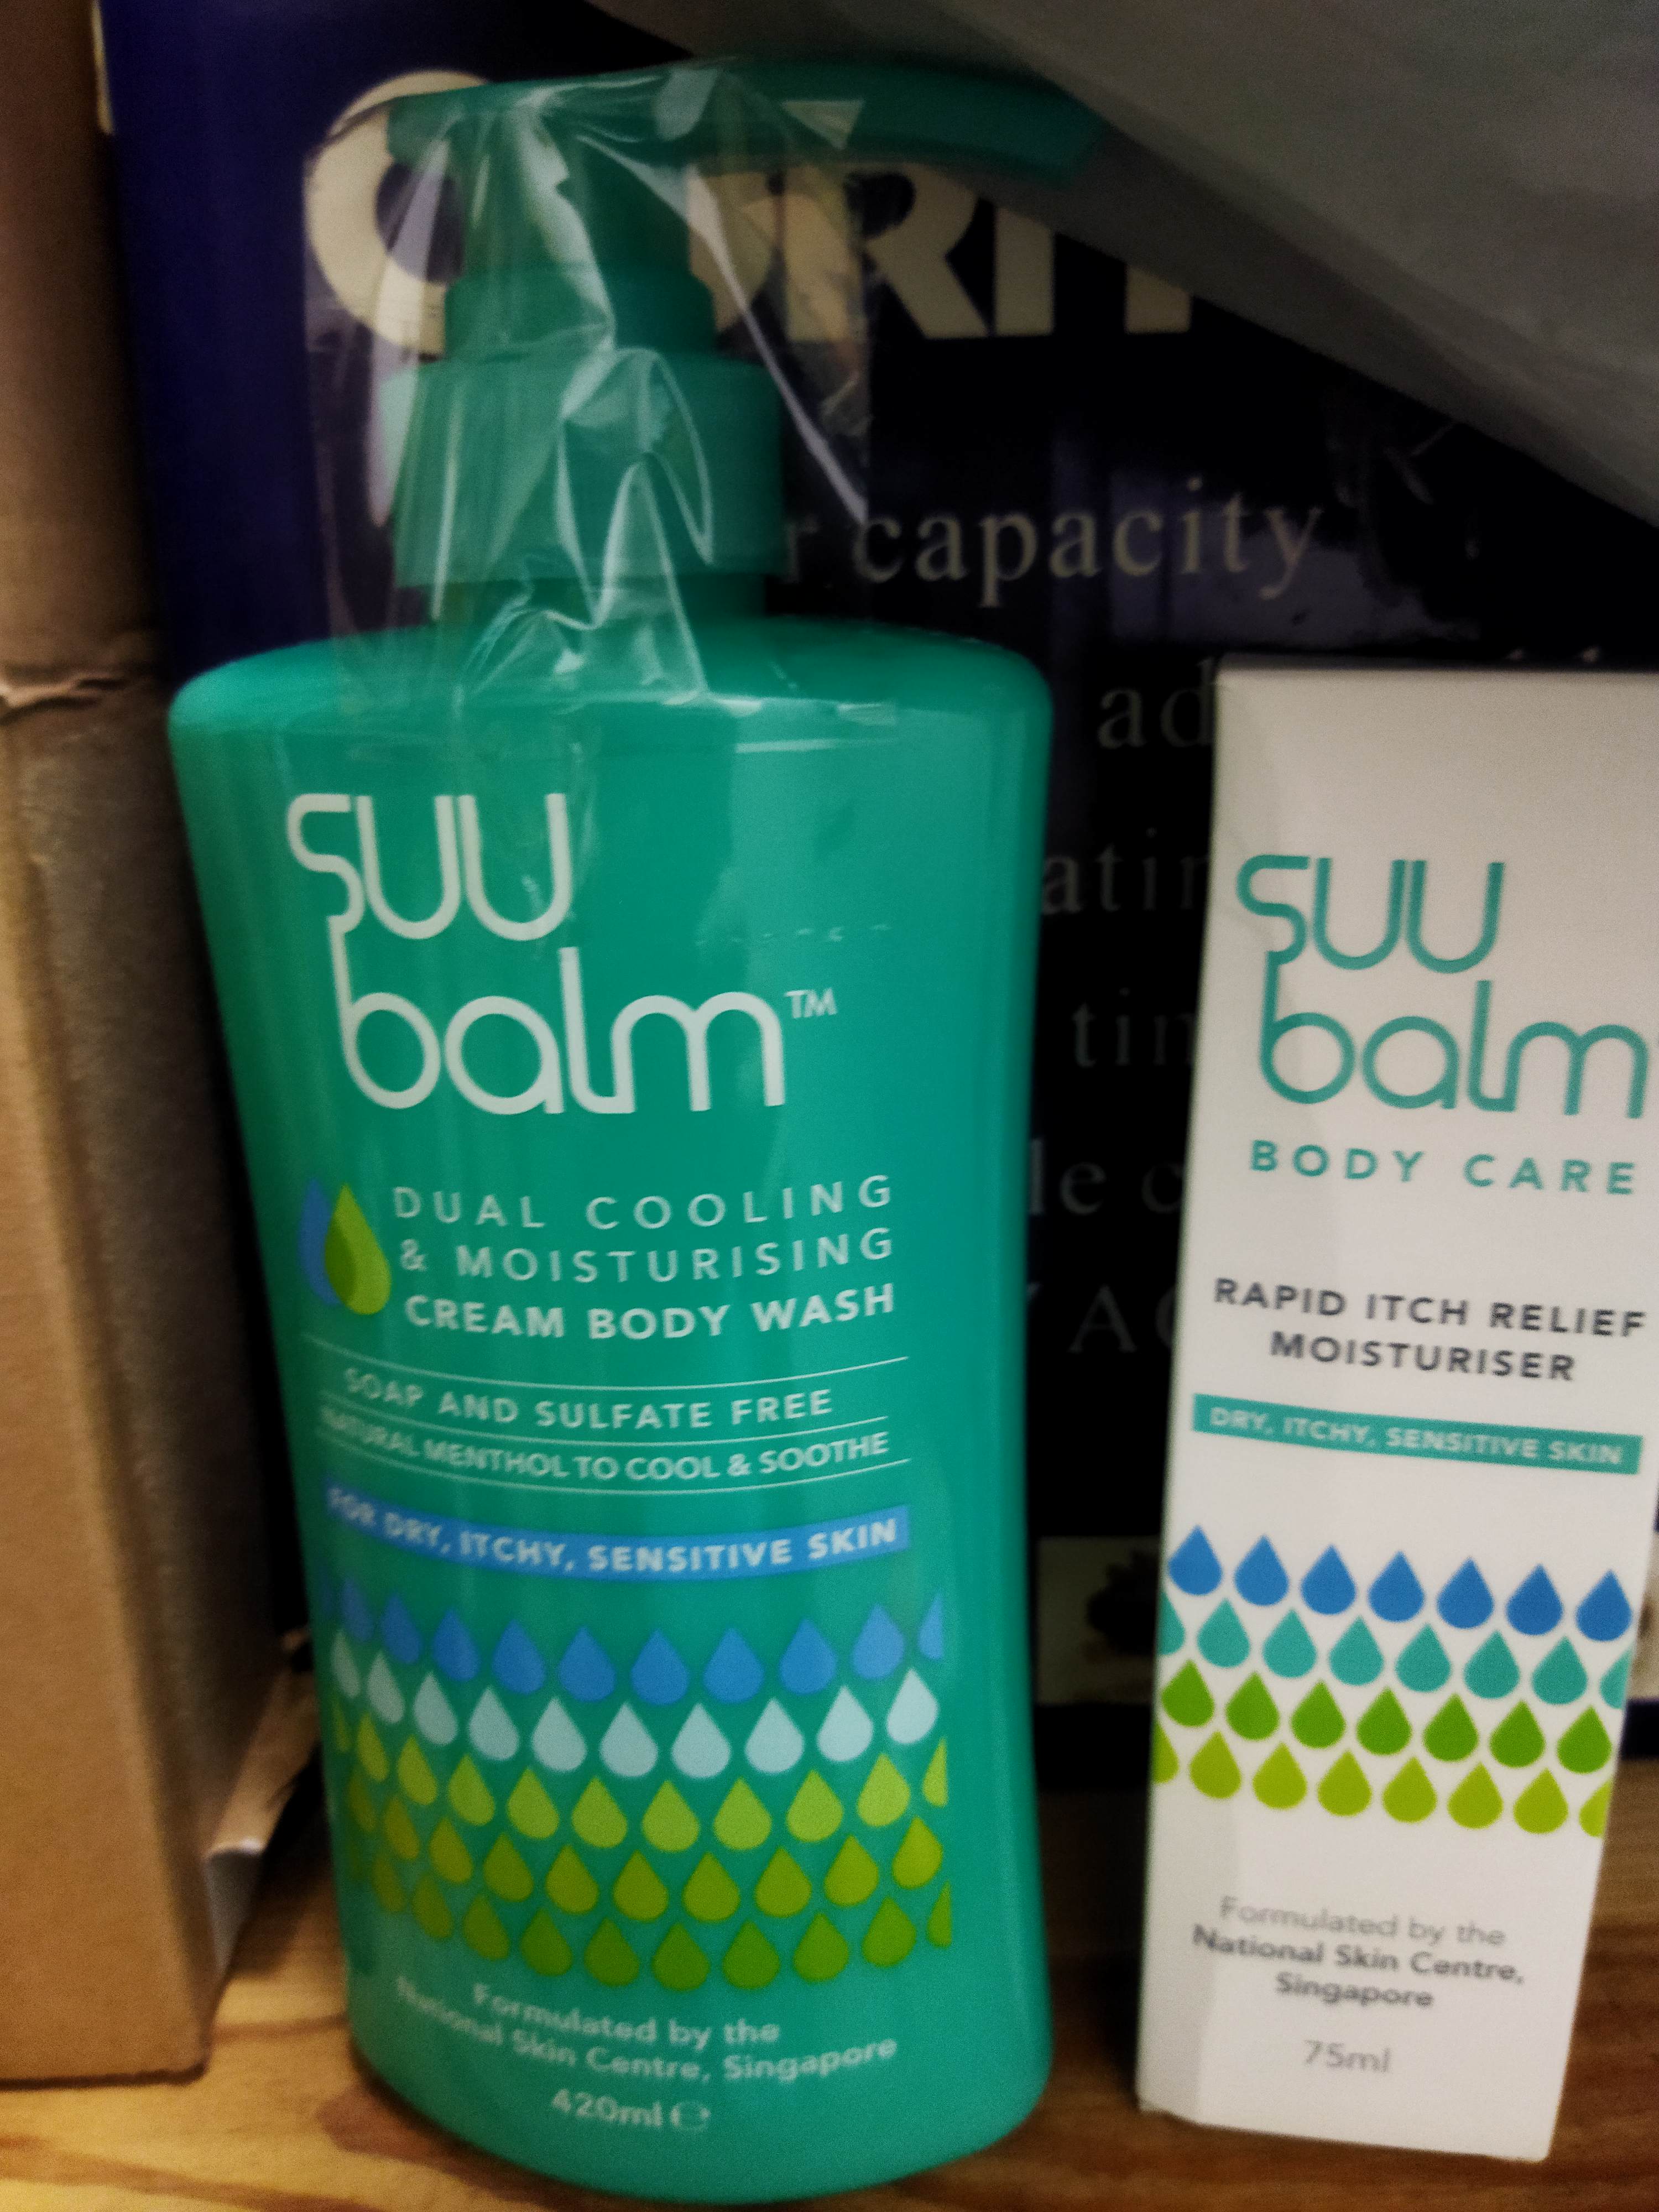 suu
balm™
DUAL COOLING
& MOISTURISING
CREAM BODY WASH
SOAP AND SULFATE FREE
NATURAL MENTHOL TO COOL & SOOTHE
FOR DRY, ITCHY, SENSITIVE SKIN
Formulated by the
National Skin Centre, Singapore
420ml ℮
suu
balm
BODY CARE
RAPID ITCH RELIEF
MOISTURISER
DRY, ITCHY, SENSITIVE SKIN
Formulated by the
National Skin Centre,
Singapore
75ml
capacity